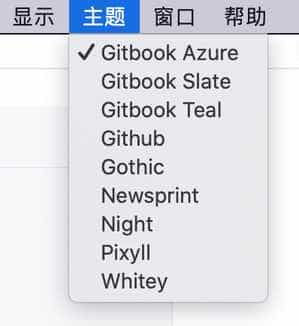 显示 主题 窗口 帮助
✓ Gitbook Azure
Gitbook Slate
Gitbook Teal
Github
Gothic
Newsprint
Night
Pixyll
Whitey